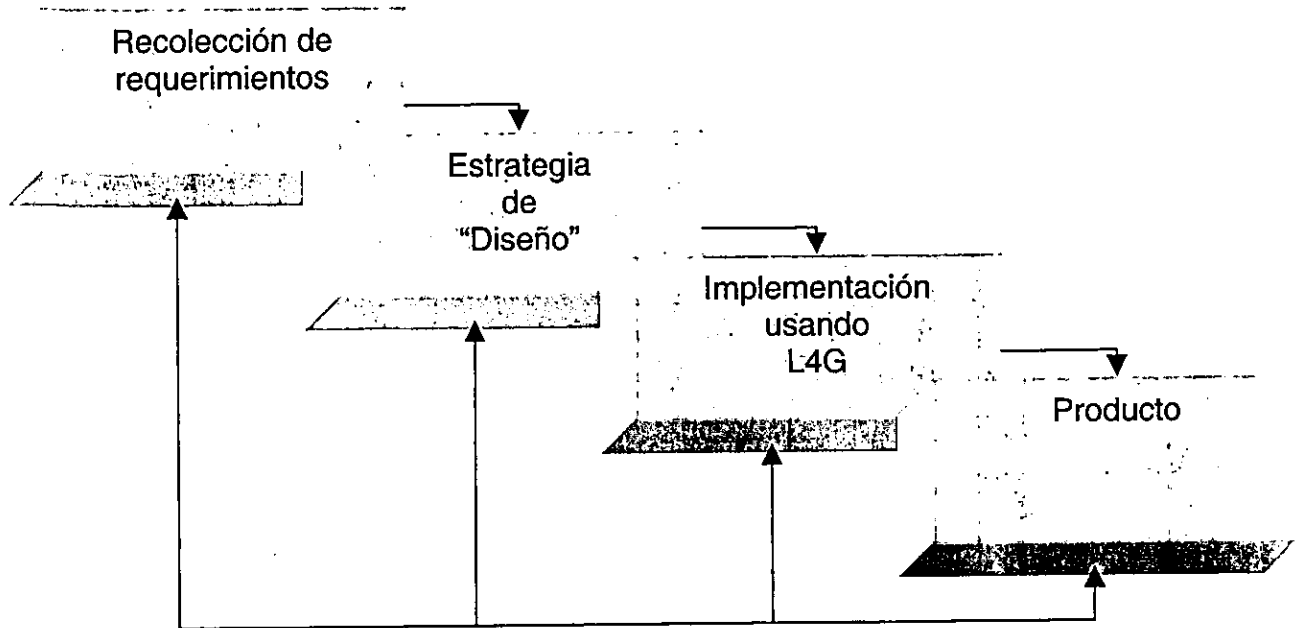 Recolección de
requerimientos
Estrategia
de
“Diseño”
Implementación
usando
L4G
Producto